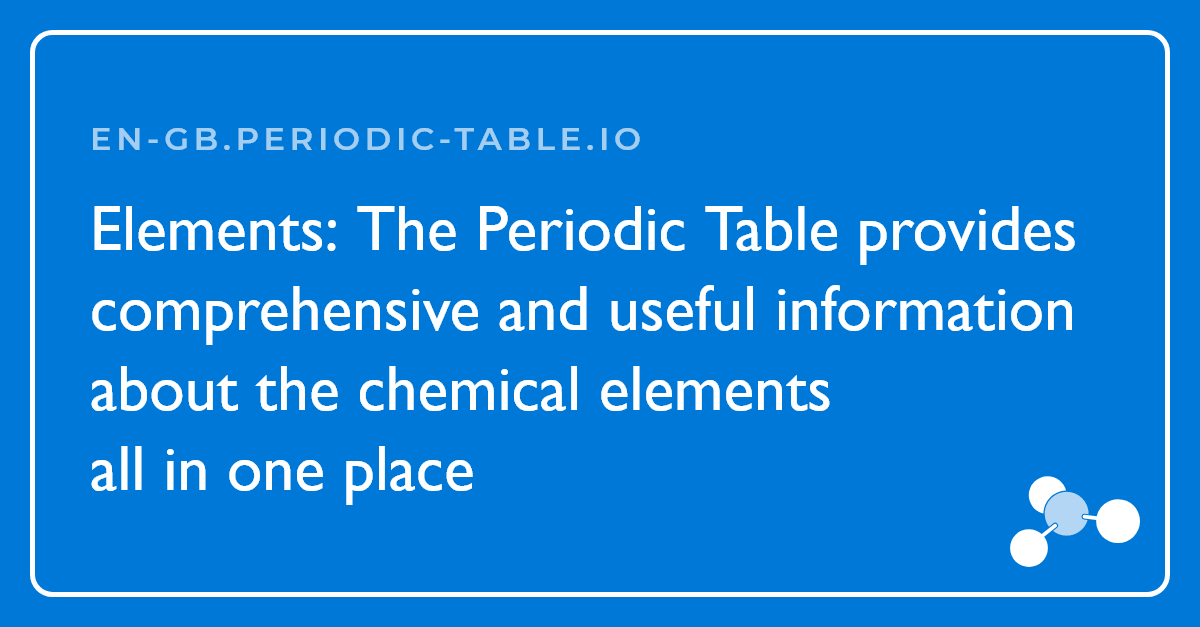 EN-GB.PERIODIC-TABLE.IO
Elements: The Periodic Table provides
comprehensive and useful information
about the chemical elements
all in one place